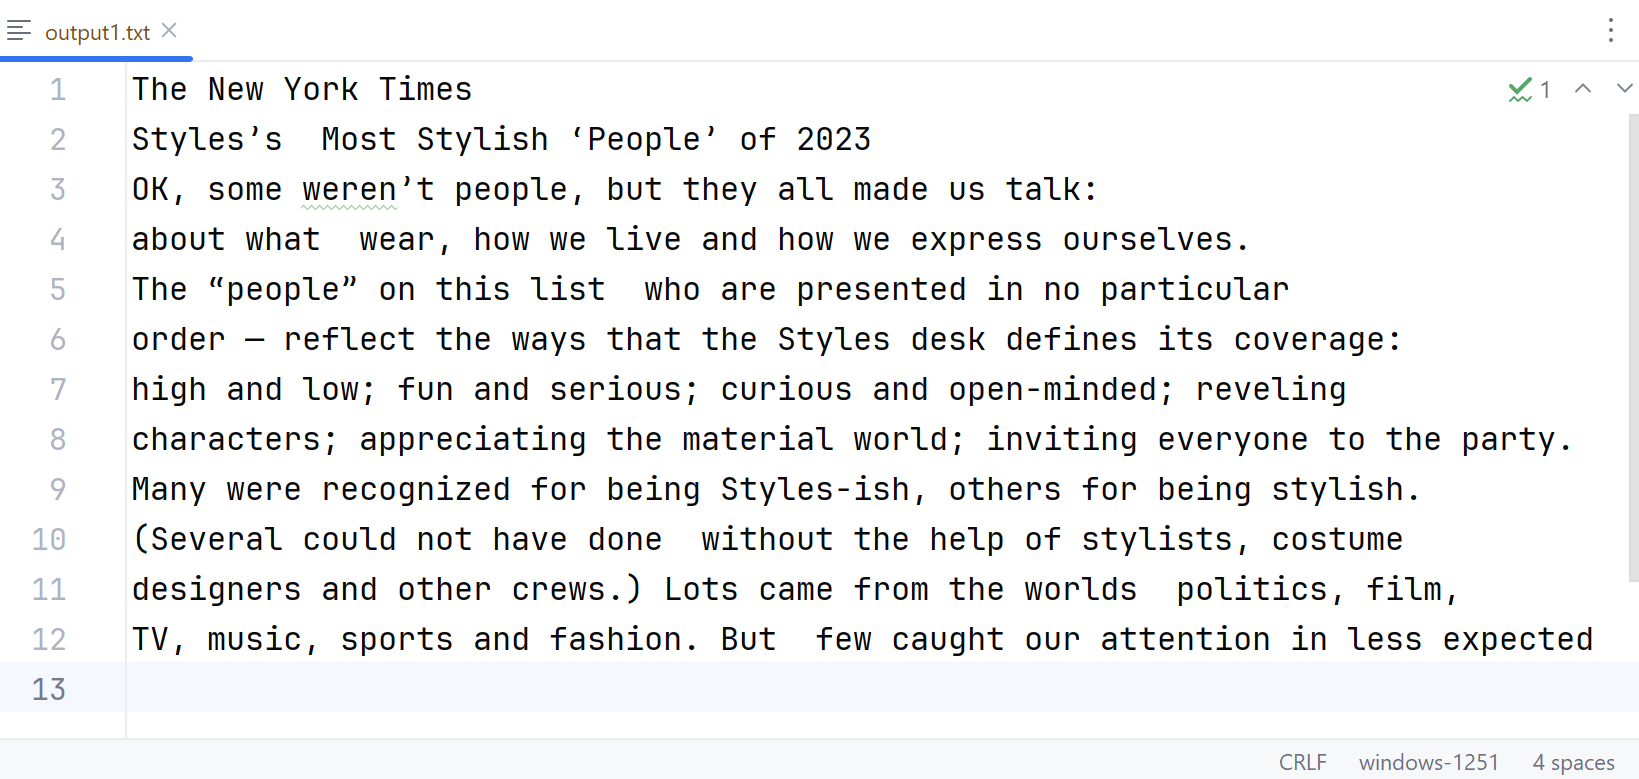 output1.txt
1
1 The New York Times
2 Styles’s  Most Stylish ‘People’ of 2023
3 OK, some weren’t people, but they all made us talk:
4 about what  wear, how we live and how we express ourselves.
5 The “people” on this list  who are presented in no particular
6 order — reflect the ways that the Styles desk defines its coverage:
7 high and low; fun and serious; curious and open-minded; reveling
8 characters; appreciating the material world; inviting everyone to the party.
9 Many were recognized for being Styles-ish, others for being stylish.
10 (Several could not have done  without the help of stylists, costume
11 designers and other crews.) Lots came from the worlds  politics, film,
12 TV, music, sports and fashion. But  few caught our attention in less expected
13
CRLF windows-1251 4 spaces